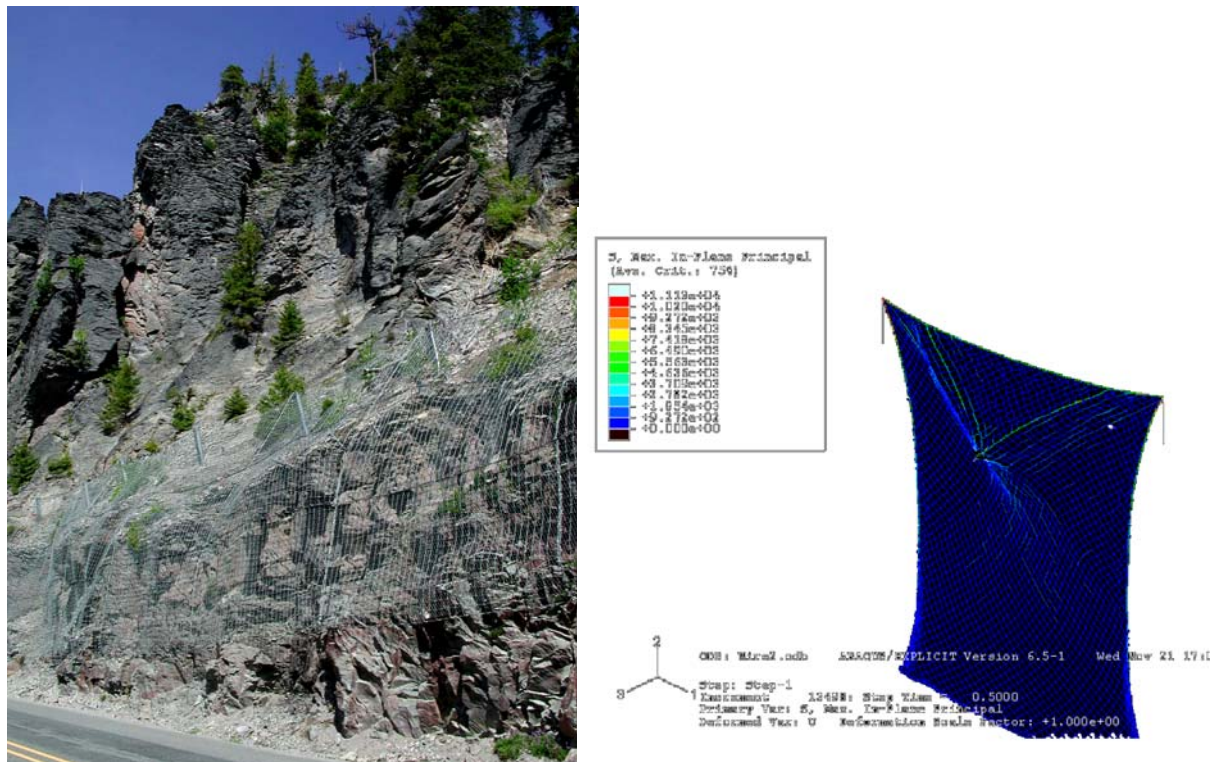 S, Max. In-Plane Principal
(Ave. Crit.: 75%)
+1.113e+04
+1.020e+04
+9.272e+03
+8.345e+03
+7.418e+03
+6.490e+03
+5.563e+03
+4.636e+03
+3.709e+03
+2.782e+03
+1.854e+03
+9.272e+02
+0.000e+00
2
3
1
ODB: ABAQUS/EXPLICIT Version 6.5-1 Wed Nov 21 17:
Step: Step-1
Increment Step Time = 0.5000
Primary Var: S, Max. In-Plane Principal
Deformed Var: U Deformation Scale Factor: +1.000e+00